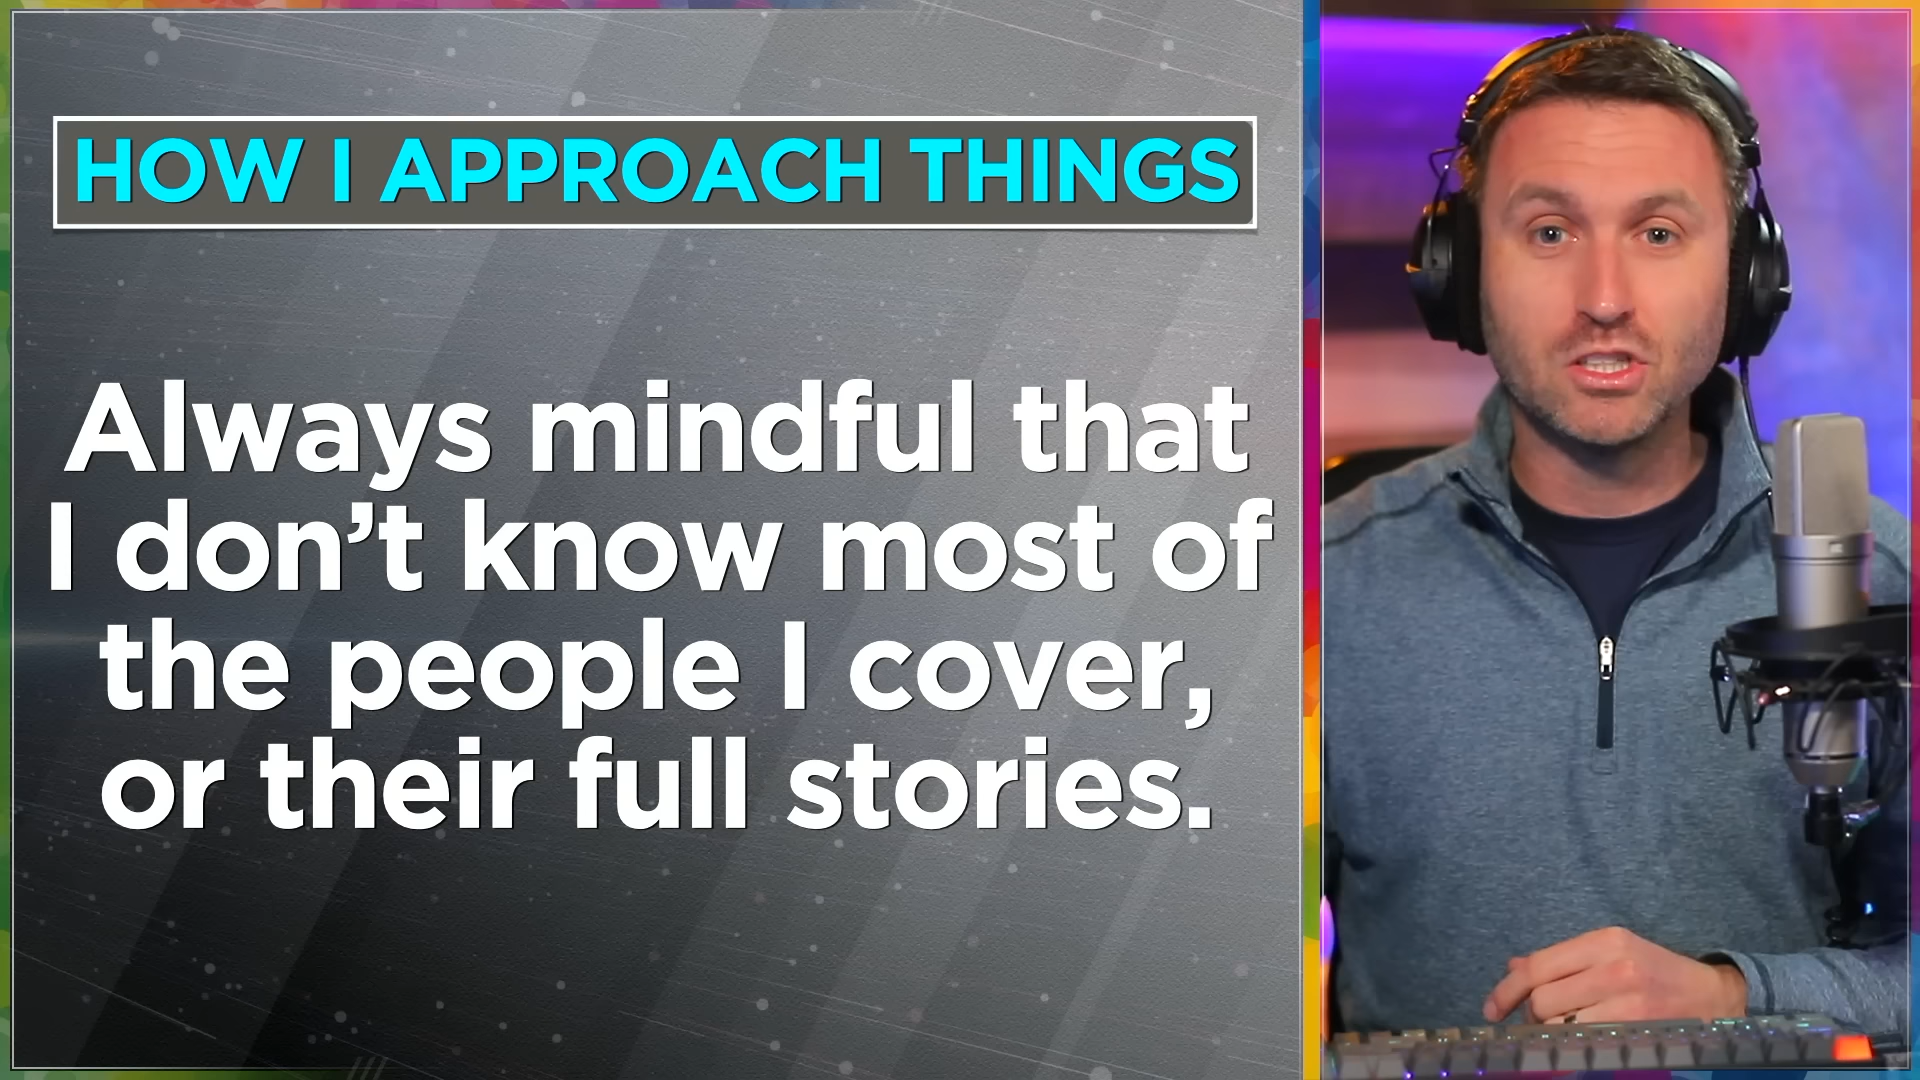 HOW I APPROACH THINGS
Always mindful that
I don’t know most of
the people I cover,
or their full stories.